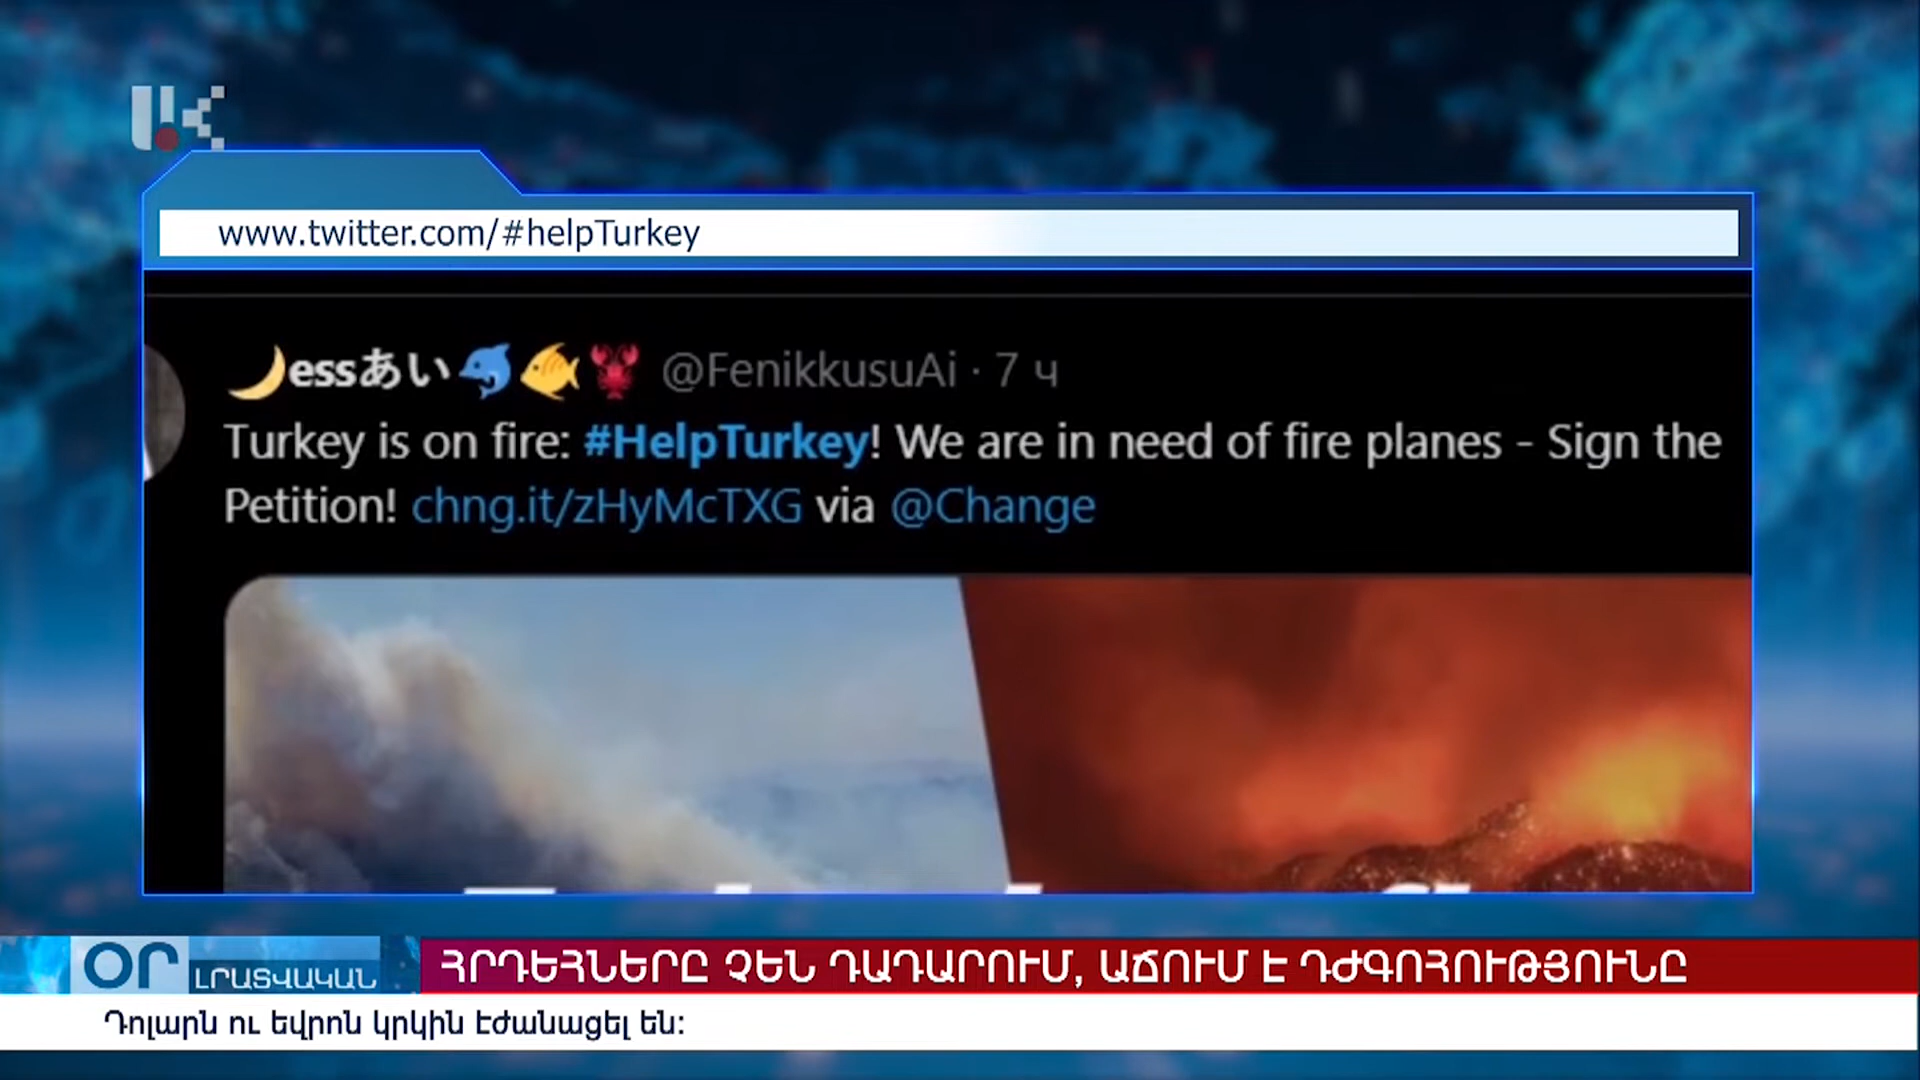 www.twitter.com/#helpTurkey
🌙essあい🐬🐠🦞 @FenikkusuAi · 7 ч
Turkey is on fire: #HelpTurkey! We are in need of fire planes - Sign the
Petition! chng.it/zHyMcTXG via @Change
ՕՐ
ԼՐԱՏՎԱԿԱՆ
ՀՐԴԵՀՆԵՐԸ ՉԵՆ ԴԱԴԱՐՈՒՄ, ԱՃՈՒՄ Է ԴԺԳՈՀՈՒԹՅՈՒՆԸ
Դոլարն ու եվրոն կրկին էժանացել են: